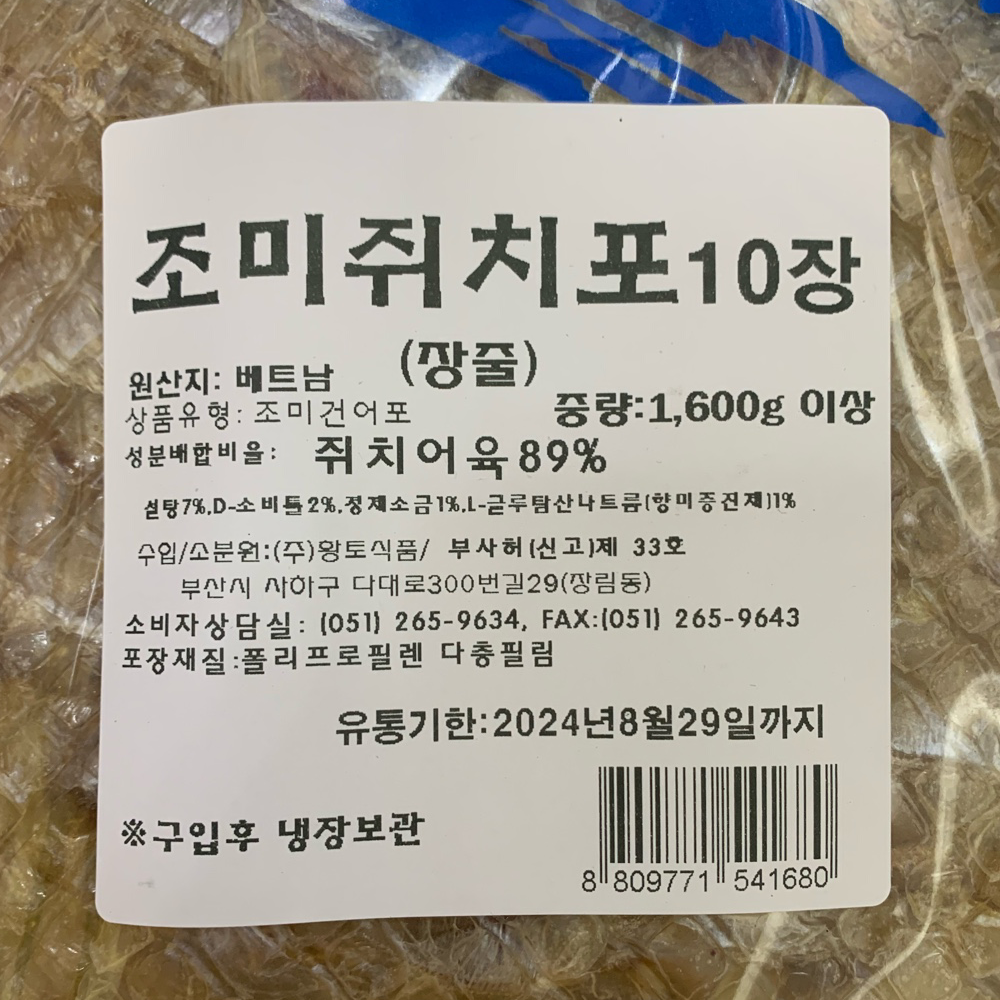 조미쥐치포10장
(장줄)
원산지: 베트남
상품유형: 조미건어포
중량:1,600g 이상
성분배합비율: 쥐치어육89%
설탕7%,D-소비톨2%,정제소금1%,L-글루탐산나트륨(향미증진제)1%
수입/소분원:(주)황토식품/ 부사허(신고)제 33호
부산시 사하구 다대로300번길29(장림동)
소비자상담실: (051) 265-9634, FAX:(051) 265-9643
포장재질:폴리프로필렌 다층필림
유통기한:2024년8월29일까지
※구입후 냉장보관
8 809771 541680